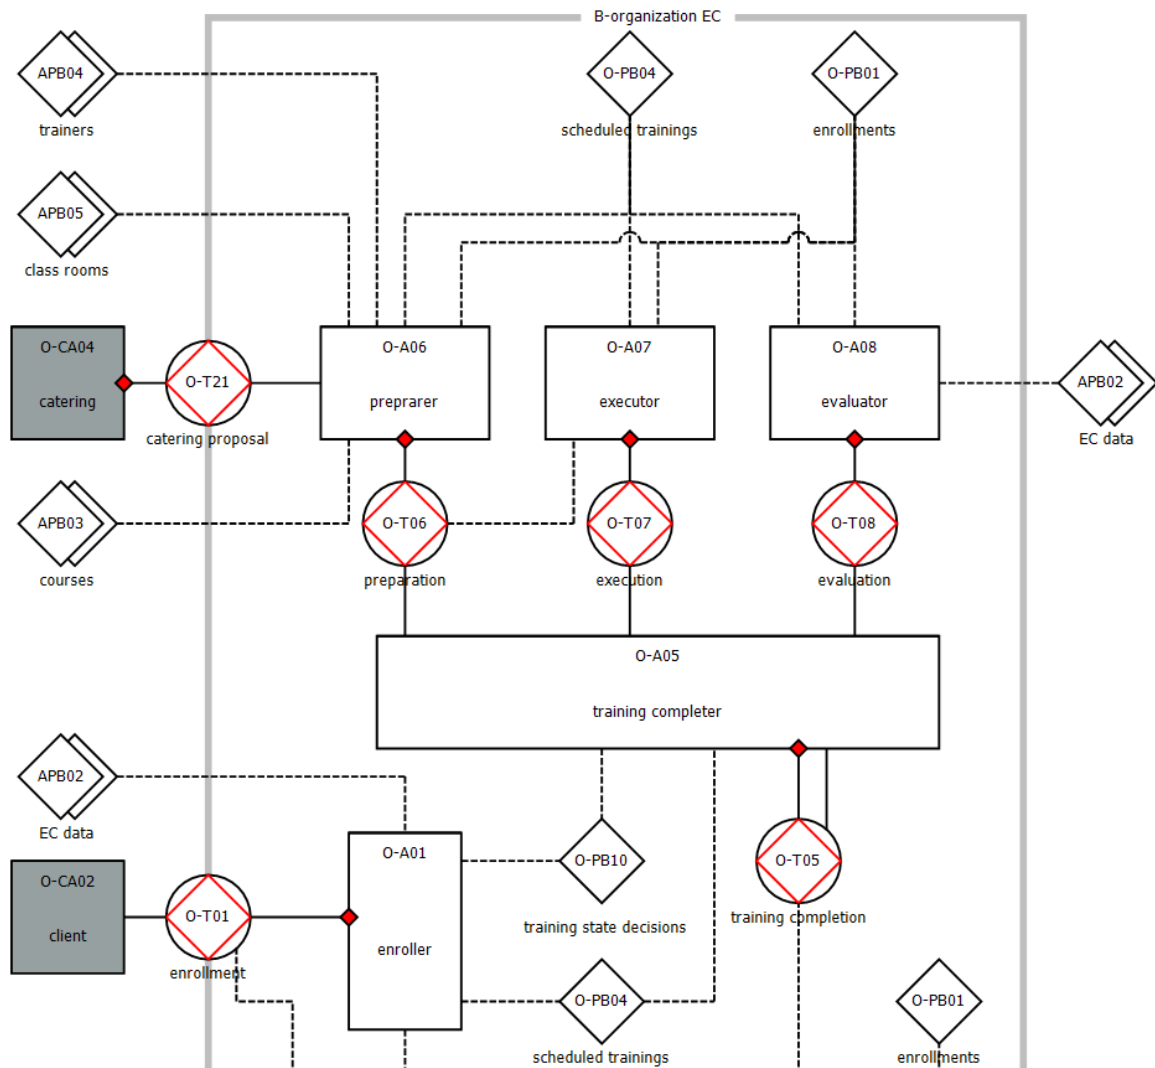 B-organization EC
APB04
O-PB04
O-PB01
trainers
scheduled trainings
enrollments
APB05
class rooms
O-CA04
O-A06
O-A07
O-A08
catering
O-T21
preprarer
executor
evaluator
APB02
catering proposal
EC data
APB03
O-T06
O-T07
O-T08
courses
preparation
execution
evaluation
O-A05
training completer
APB02
EC data
O-A01
O-PB10
O-T05
O-CA02
client
O-T01
training state decisions
training completion
enroller
enrollment
O-PB04
O-PB01
scheduled trainings
enrollments